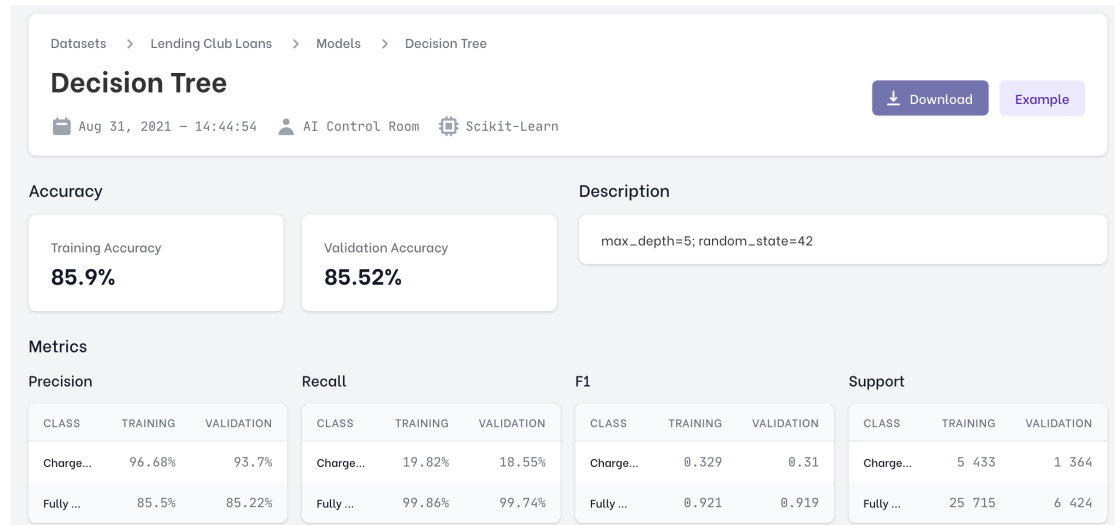 Datasets > Lending Club Loans > Models > Decision Tree
Decision Tree
Download Example
Aug 31, 2021 – 14:44:54 AI Control Room Scikit-Learn
Accuracy
Description
Training Accuracy
85.9%
Validation Accuracy
85.52%
max_depth=5; random_state=42
Metrics
Precision
CLASS TRAINING VALIDATION
Charge... 96.68% 93.7%
Fully ... 85.5% 85.22%
Recall
CLASS TRAINING VALIDATION
Charge... 19.82% 18.55%
Fully ... 99.86% 99.74%
F1
CLASS TRAINING VALIDATION
Charge... 0.329 0.31
Fully ... 0.921 0.919
Support
CLASS TRAINING VALIDATION
Charge... 5 433 1 364
Fully ... 25 715 6 424